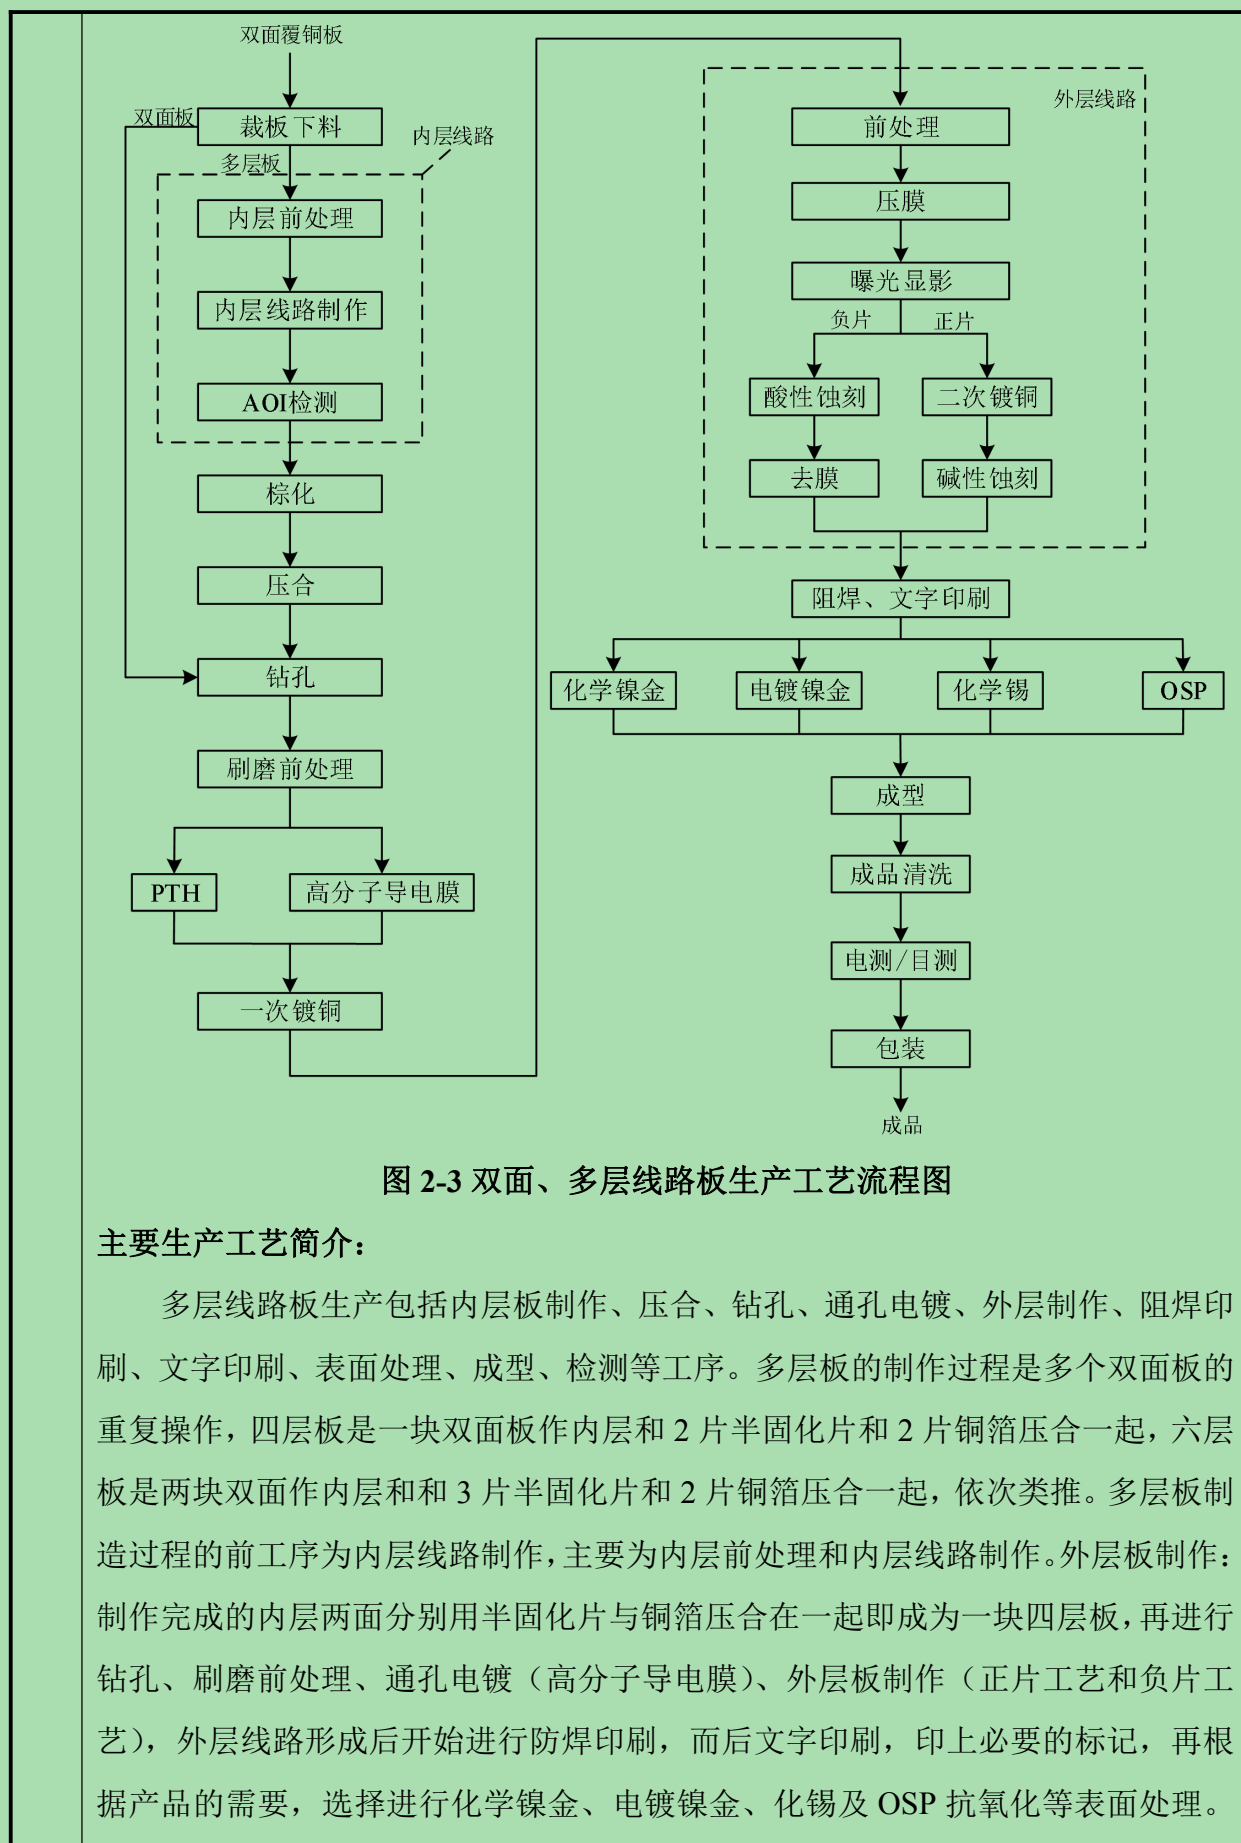 双面覆铜板
双面板
裁板下料
内层线路
多层板
内层前处理
内层线路制作
AOI检测
棕化
压合
钻孔
刷磨前处理
PTH
高分子导电膜
一次镀铜
外层线路
前处理
压膜
曝光显影
负片
正片
酸性蚀刻
二次镀铜
去膜
碱性蚀刻
阻焊、文字印刷
化学镍金
电镀镍金
化学锡
OSP
成型
成品清洗
电测/目测
包装
成品
图 2-3 双面、多层线路板生产工艺流程图
主要生产工艺简介：
多层线路板生产包括内层板制作、压合、钻孔、通孔电镀、外层制作、阻焊印
刷、文字印刷、表面处理、成型、检测等工序。多层板的制作过程是多个双面板的
重复操作，四层板是一块双面板作内层和 2 片半固化片和 2 片铜箔压合一起，六层
板是两块双面作内层和和 3 片半固化片和 2 片铜箔压合一起，依次类推。多层板制
造过程的前工序为内层线路制作，主要为内层前处理和内层线路制作。外层板制作：
制作完成的内层两面分别用半固化片与铜箔压合在一起即成为一块四层板，再进行
钻孔、刷磨前处理、通孔电镀（高分子导电膜）、外层板制作（正片工艺和负片工
艺），外层线路形成后开始进行防焊印刷，而后文字印刷，印上必要的标记，再根
据产品的需要，选择进行化学镍金、电镀镍金、化锡及 OSP 抗氧化等表面处理。